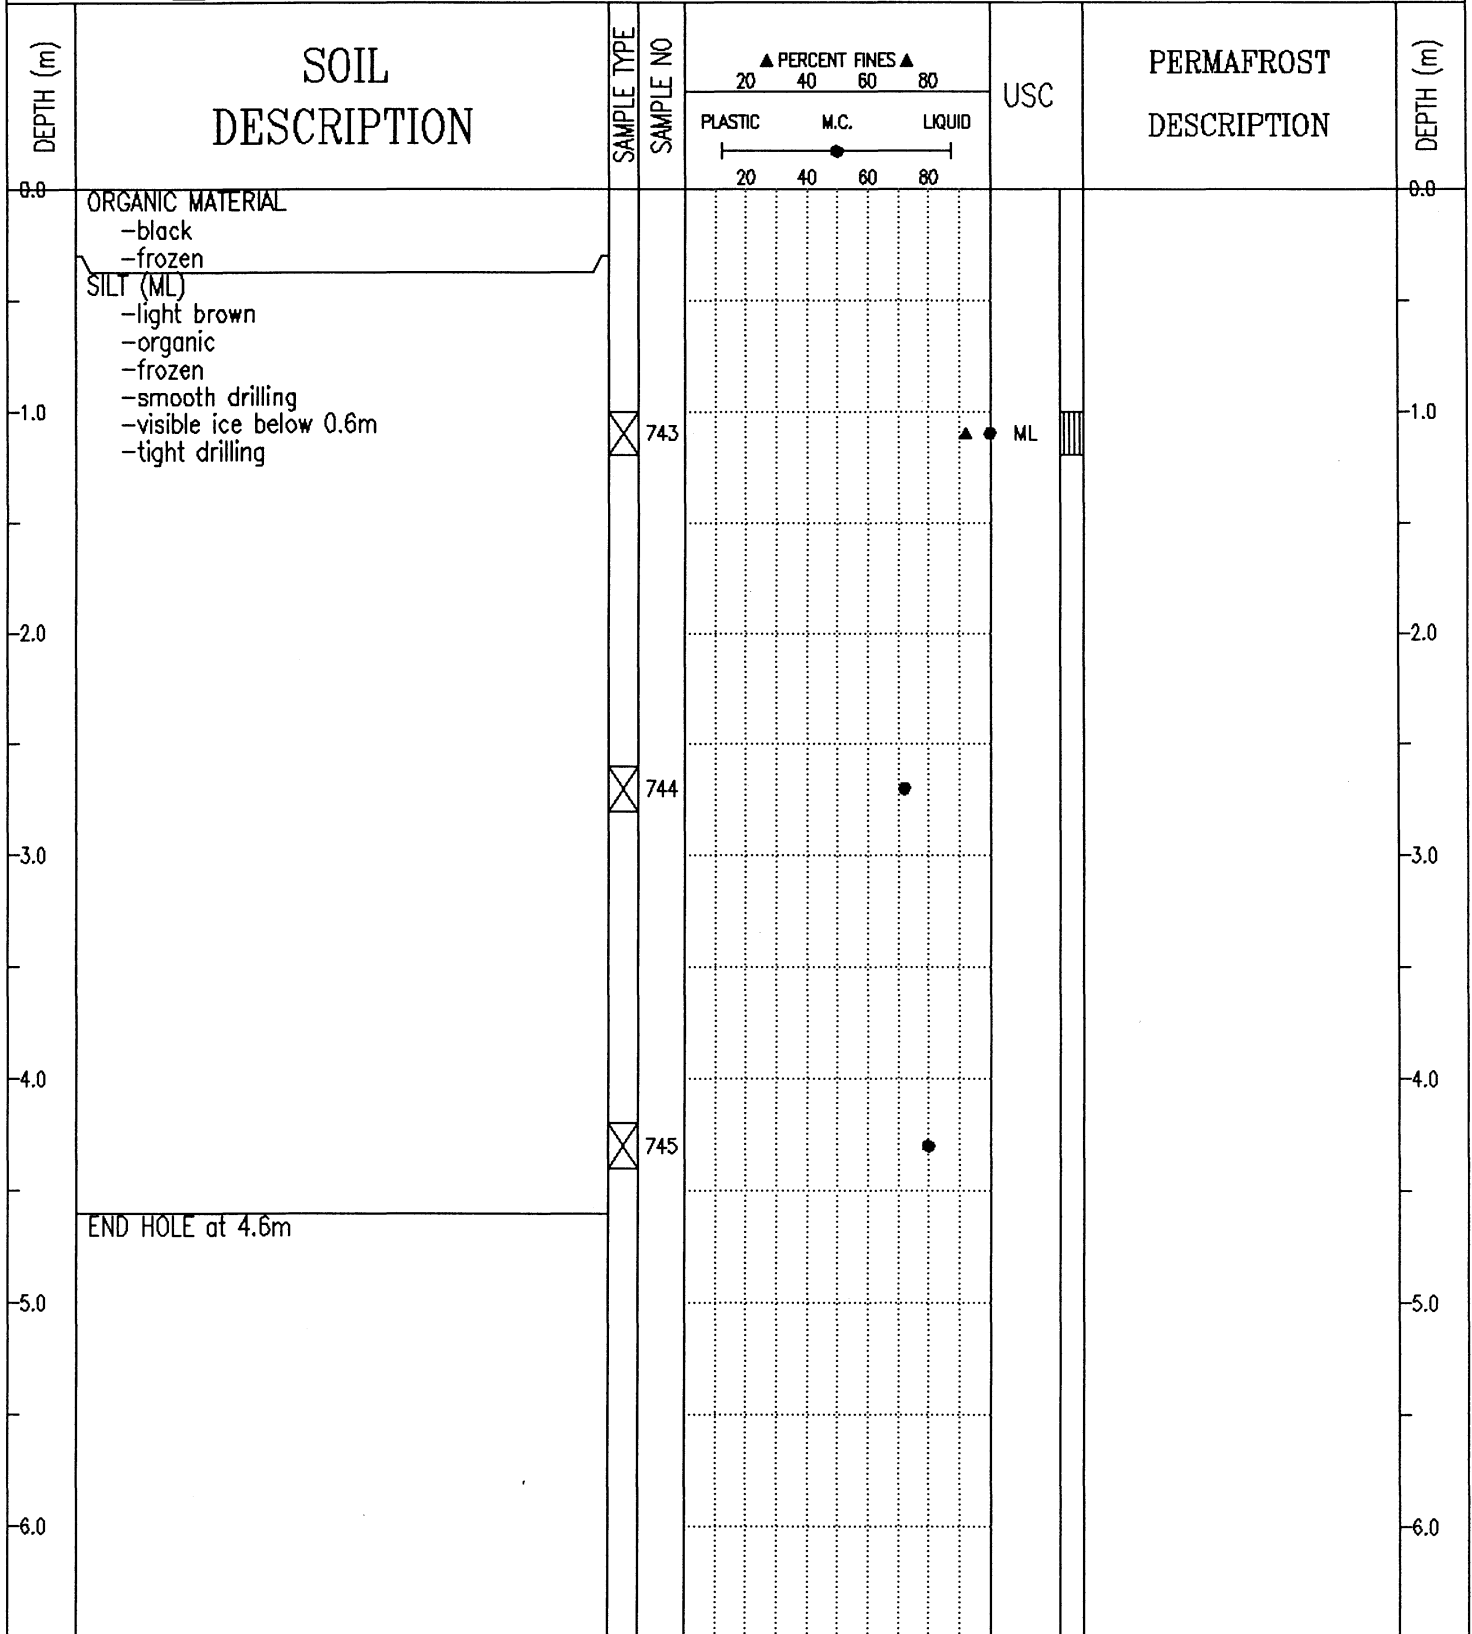 DEPTH (m)
SOIL
DESCRIPTION
SAMPLE TYPE
SAMPLE NO
▲ PERCENT FINES ▲
20 40 60 80
PLASTIC M.C. LIQUID
20 40 60 80
USC
PERMAFROST
DESCRIPTION
DEPTH (m)
0.0
0.0
ORGANIC MATERIAL
-black
-frozen
SILT (ML)
-light brown
-organic
-frozen
-smooth drilling
-visible ice below 0.6m
-tight drilling
1.0
743
ML
1.0
2.0
2.0
744
3.0
3.0
4.0
4.0
745
END HOLE at 4.6m
5.0
5.0
6.0
6.0